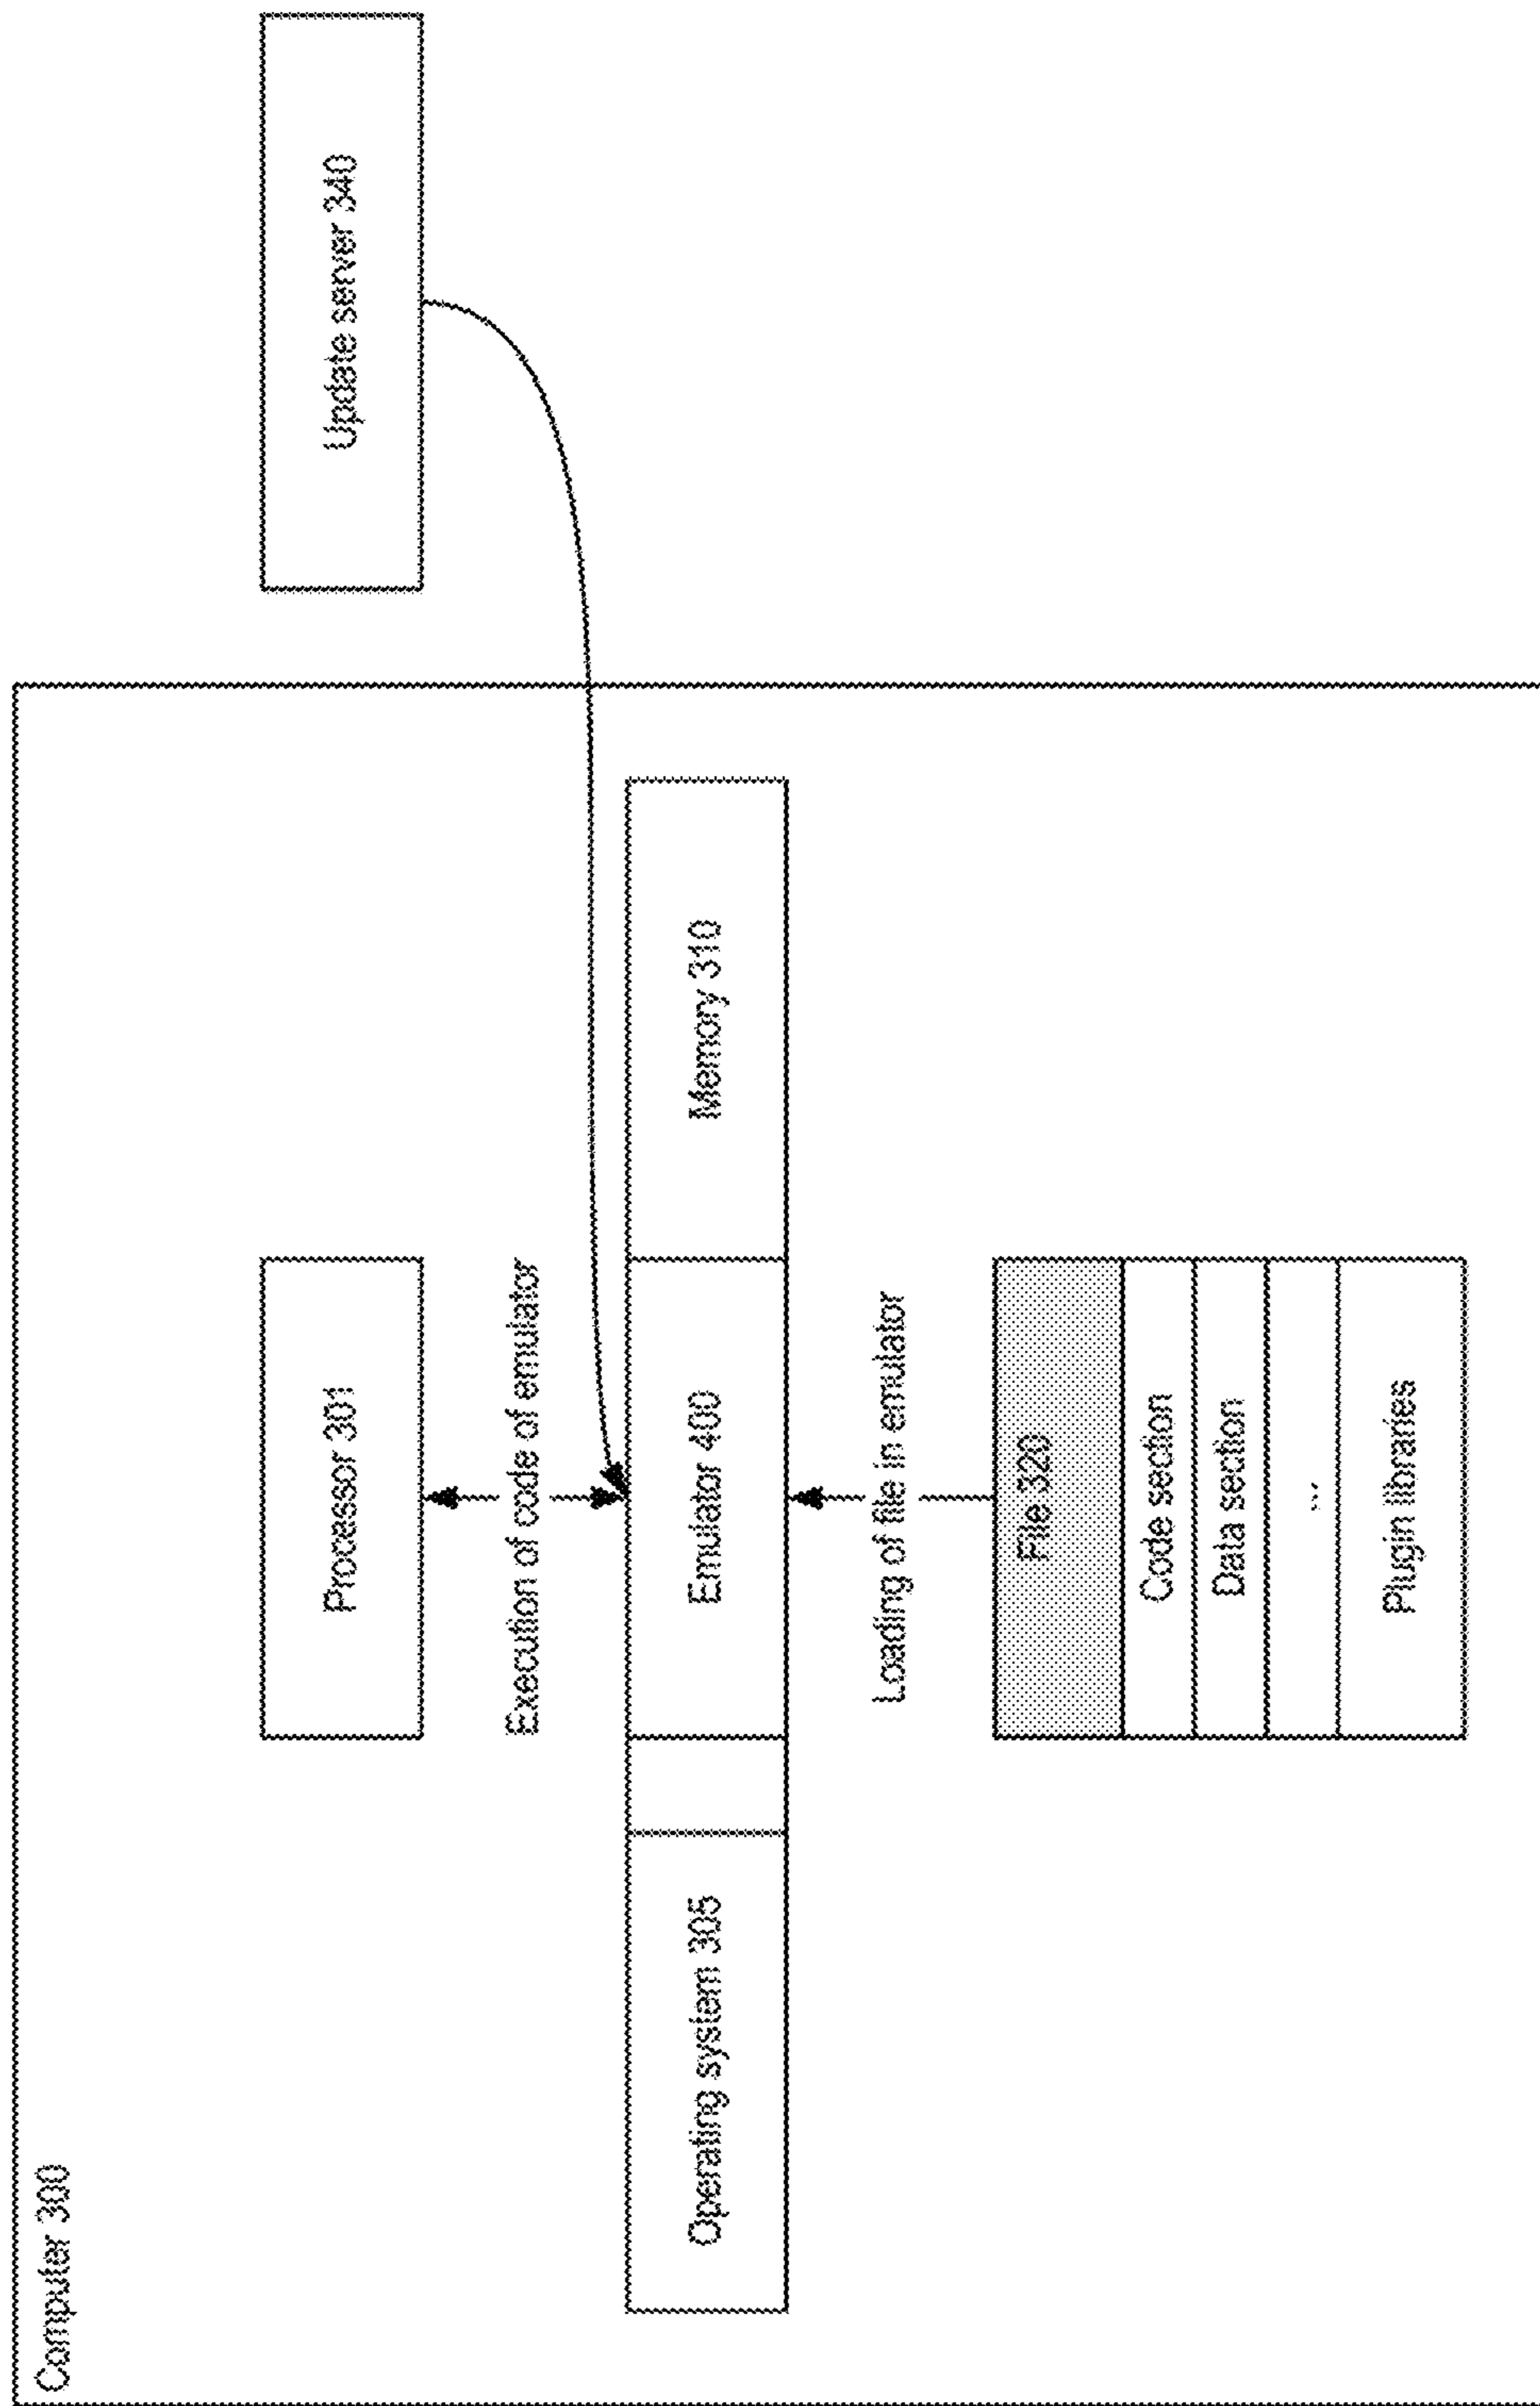 Computer 300
Processor 301
Update server 340
Execution of code of emulator
Operating system 305
Emulator 400
Memory 310
Loading of file in emulator
File 320
Code section
Data section
...
Plugin libraries